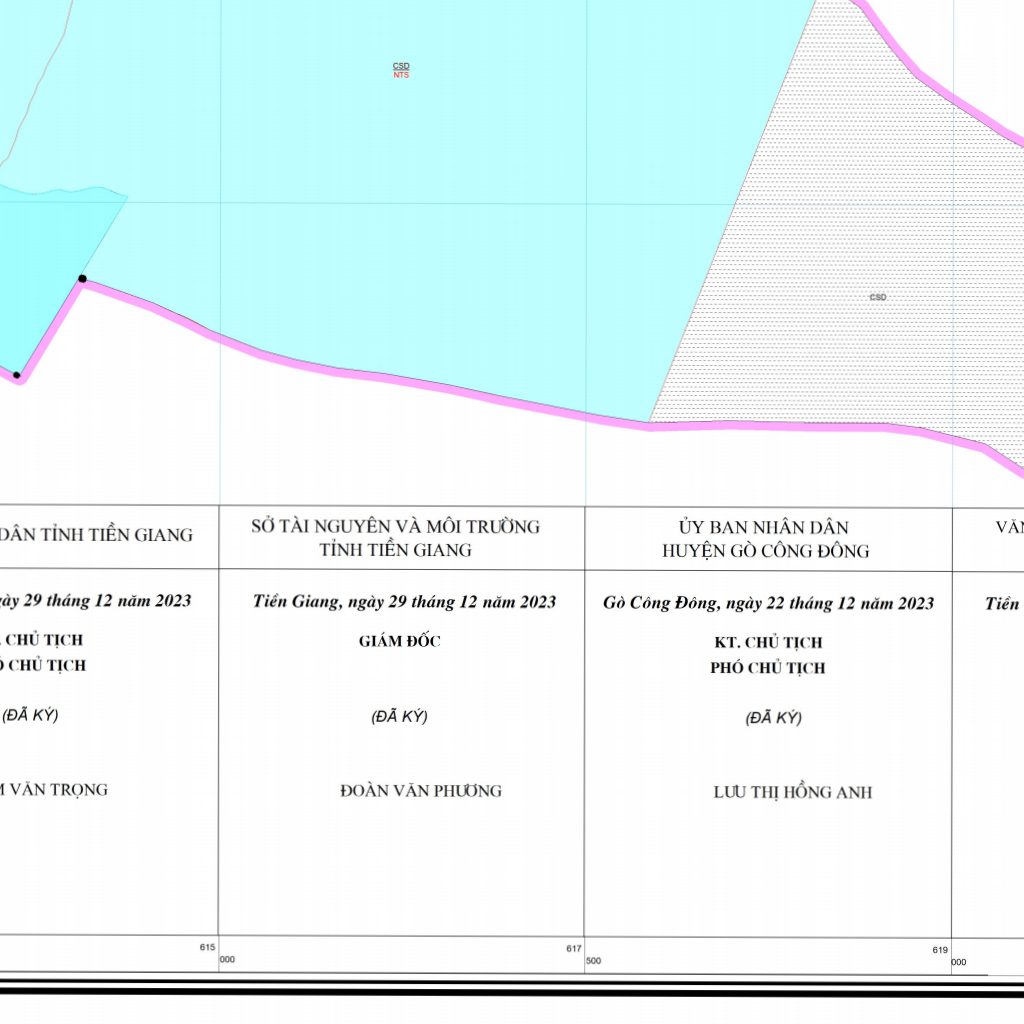 CSD
NTS
CSD
DÂN TỈNH TIỀN GIANG
SỞ TÀI NGUYÊN VÀ MÔI TRƯỜNG
TỈNH TIỀN GIANG
ỦY BAN NHÂN DÂN
HUYỆN GÒ CÔNG ĐÔNG
29 tháng 12 năm 2023
CHỦ TỊCH
CHỦ TỊCH
(ĐÃ KÝ)
VĂN TRỌNG
Tiền Giang, ngày 29 tháng 12 năm 2023
GIÁM ĐỐC
(ĐÃ KÝ)
ĐOÀN VĂN PHƯƠNG
Gò Công Đông, ngày 22 tháng 12 năm 2023
KT. CHỦ TỊCH
PHÓ CHỦ TỊCH
(ĐÃ KÝ)
LƯU THỊ HỒNG ANH
Tiền
615
000
617
500
619
000